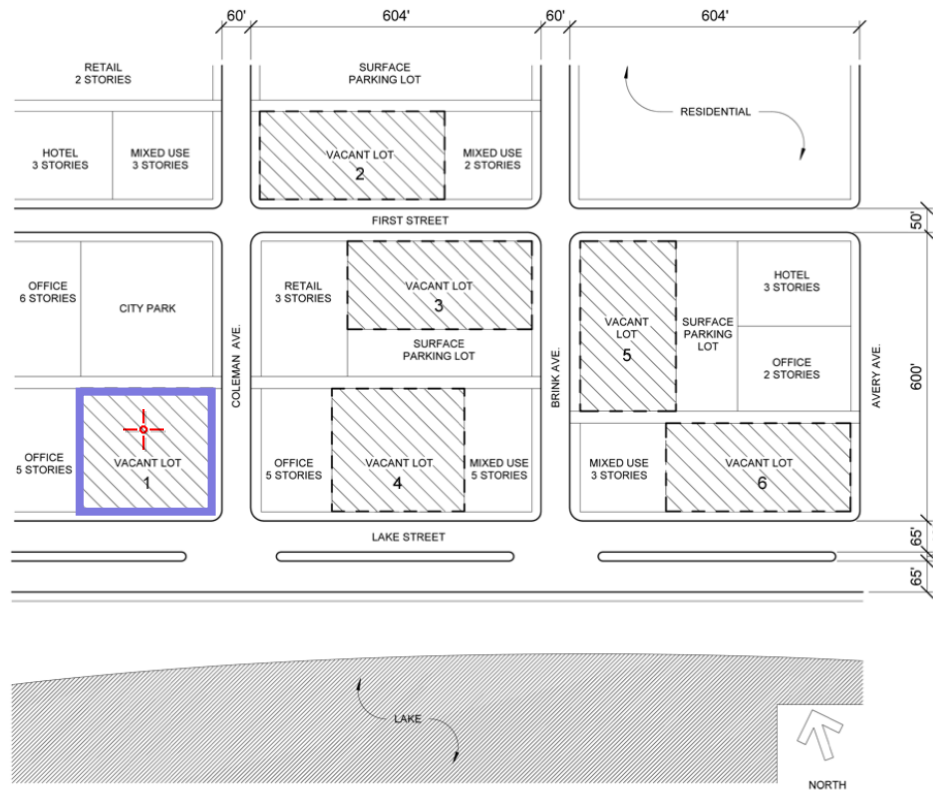 60'
604'
60'
604'
RETAIL
2 STORIES
SURFACE
PARKING LOT
RESIDENTIAL
HOTEL
3 STORIES
MIXED USE
3 STORIES
VACANT LOT
2
MIXED USE
2 STORIES
FIRST STREET
50'
OFFICE
6 STORIES
CITY PARK
COLEMAN AVE.
RETAIL
3 STORIES
VACANT LOT
3
SURFACE
PARKING LOT
BRINK AVE.
VACANT
LOT
5
SURFACE
PARKING
LOT
HOTEL
3 STORIES
OFFICE
2 STORIES
AVERY AVE.
600'
OFFICE
5 STORIES
VACANT LOT
1
OFFICE
5 STORIES
VACANT LOT
4
MIXED USE
5 STORIES
MIXED USE
3 STORIES
VACANT LOT
6
LAKE STREET
65'
65'
LAKE
NORTH